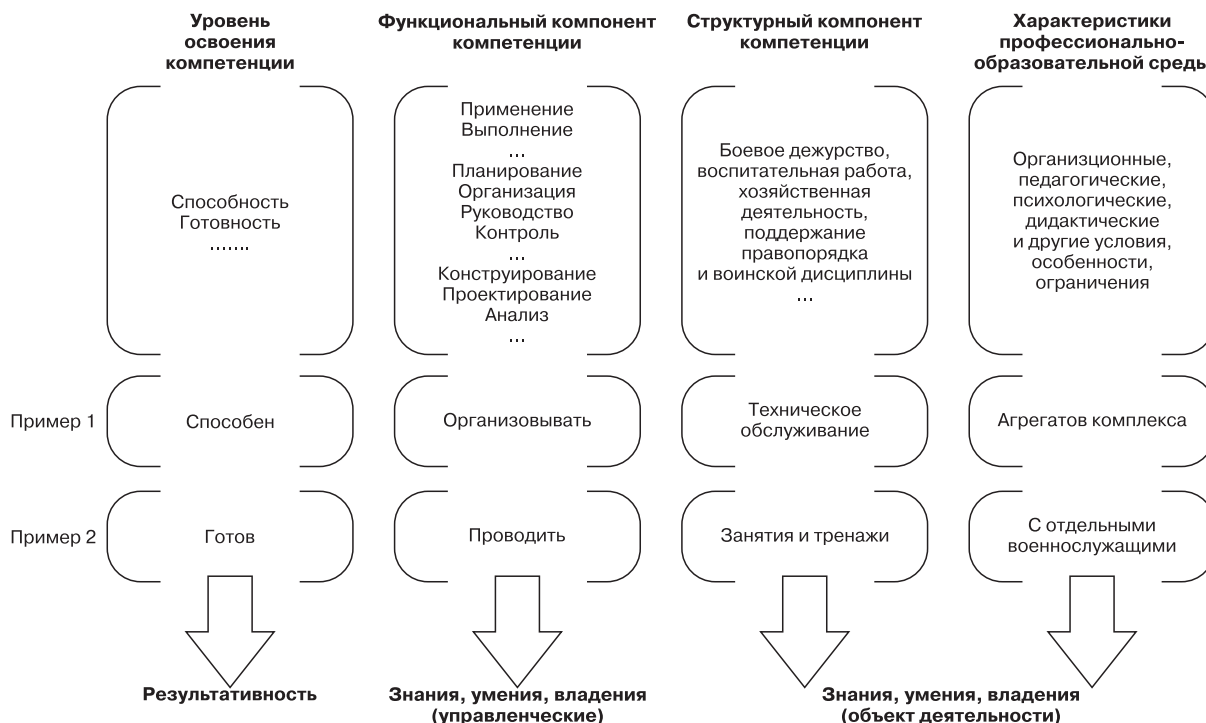 Уровень
освоения
компетенции
Функциональный компонент
компетенции
Структурный компонент
компетенции
Характеристики
профессионально-
образовательной средь
Способность
Готовность
.......
Применение
Выполнение
...
Планирование
Организация
Руководство
Контроль
...
Конструирование
Проектирование
Анализ
...
Боевое дежурство,
воспитательная работа,
хозяйственная
деятельность,
поддержание
правопорядка
и воинской дисциплины
...
Организционные,
педагогические,
психологические,
дидактические
и другие условия,
особенности,
ограничения
Пример 1
Способен
Организовывать
Техническое
обслуживание
Агрегатов комплекса
Пример 2
Готов
Проводить
Занятия и тренажи
С отдельными
военнослужащими
Результативность
Знания, умения, владения
(управленческие)
Знания, умения, владения
(объект деятельности)